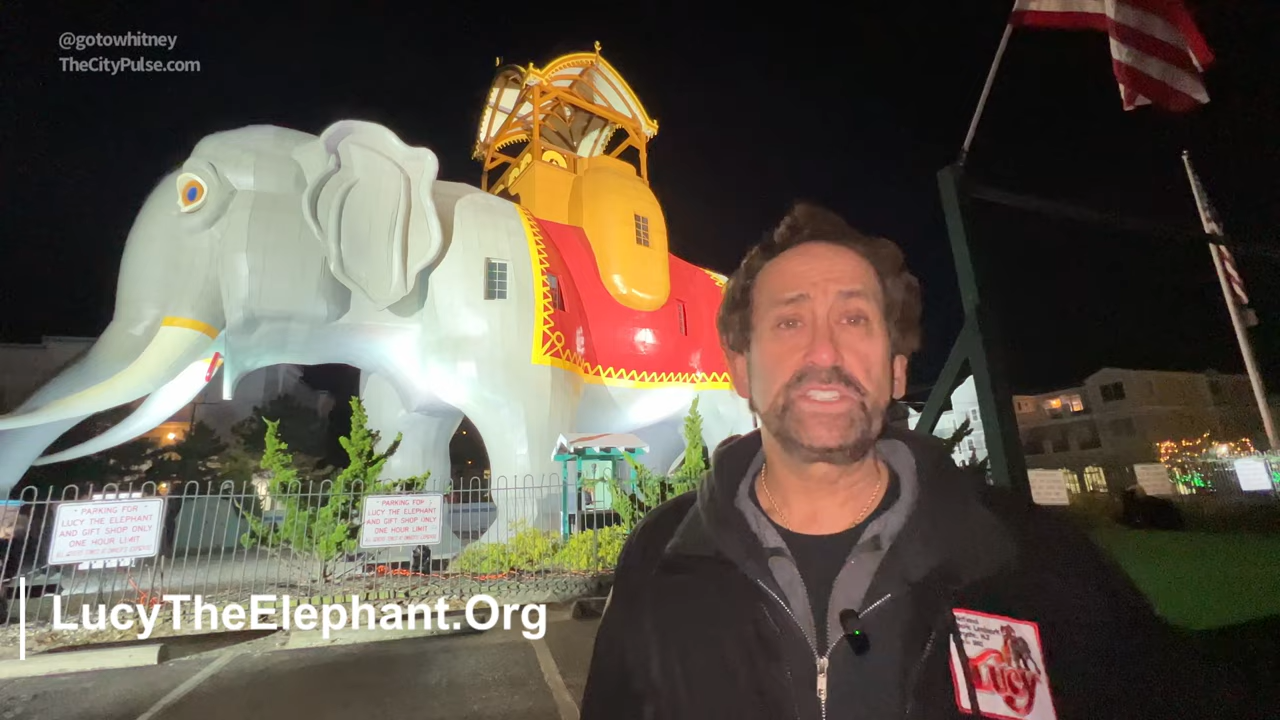 @gotowhitney
TheCityPulse.com
PARKING FOR
LUCY THE ELEPHANT
AND GIFT SHOP ONLY
ONE HOUR LIMIT
PARKING FOR
LUCY THE ELEPHANT
AND GIFT SHOP ONLY
ONE HOUR LIMIT
LucyTheElephant.Org
Lucy